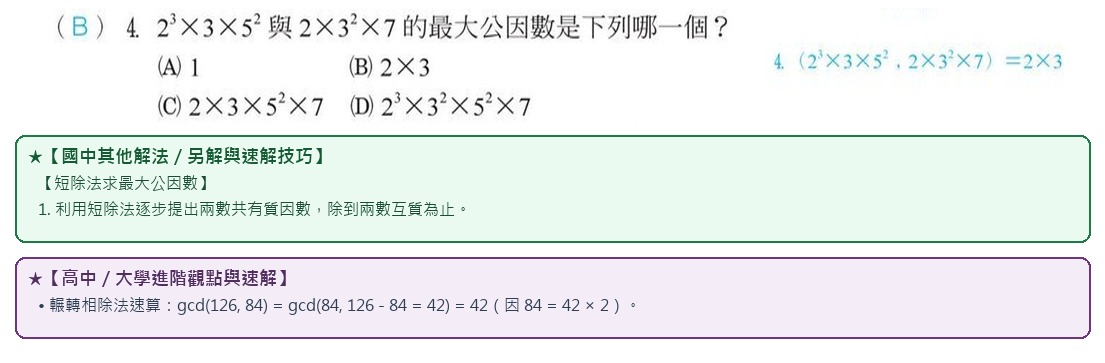 （B） 4. 2³×3×5² 與 2×3²×7 的最大公因數是下列哪一個？
(A) 1 (B) 2×3
4.（2³×3×5²，2×3²×7）＝2×3
(C) 2×3×5²×7 (D) 2³×3²×5²×7
★【國中其他解法 / 另解與速解技巧】
【短除法求最大公因數】
1. 利用短除法逐步提出兩數共有質因數，除到兩數互質為止。
★【高中 / 大學進階觀點與速解】
• 輾轉相除法速算：gcd(126, 84) = gcd(84, 126 - 84 = 42) = 42（因 84 = 42 × 2）。